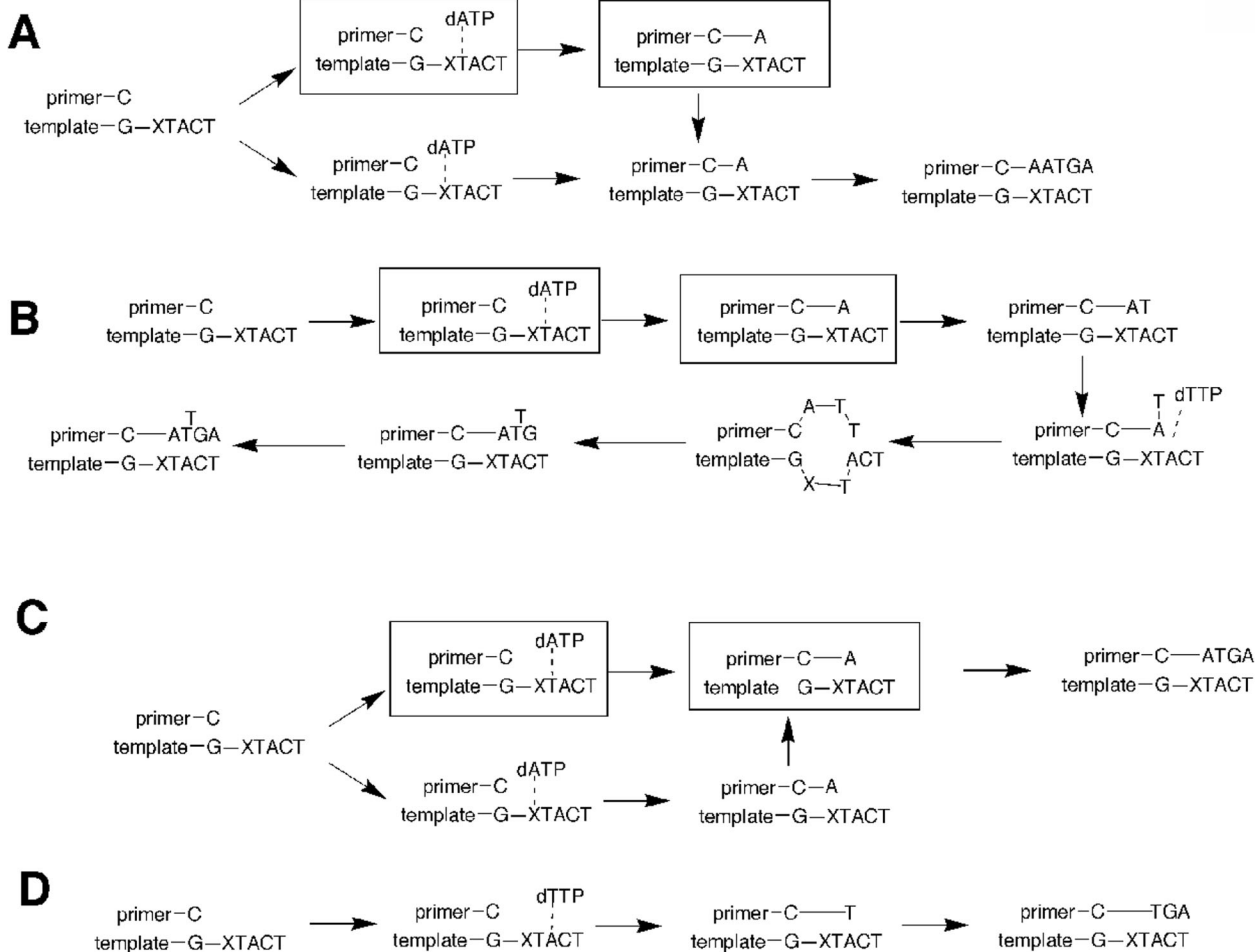 A
dATP
primer–C
template–G–XTACT
primer–C—A
template–G–XTACT
primer–C
template–G–XTACT
dATP
primer–C
template–G–XTACT
primer–C–A
template–G–XTACT
primer–C–AATGA
template–G–XTACT
B
primer–C
template–G–XTACT
dATP
primer–C
template–G–XTACT
primer–C—A
template–G–XTACT
primer–C—AT
template–G–XTACT
T
primer–C—ATGA
template–G–XTACT
T
primer–C—ATG
template–G–XTACT
A–T
primer–C T
template–G ACT
X–T
T dTTP
primer–C—A
template–G–XTACT
C
dATP
primer–C
template–G–XTACT
primer–C—A
template G–XTACT
primer–C—ATGA
template–G–XTACT
primer–C
template–G–XTACT
dATP
primer–C
template–G–XTACT
primer–C–A
template–G–XTACT
D
primer–C
template–G–XTACT
dTTP
primer–C
template–G–XTACT
primer–C—T
template–G–XTACT
primer–C—TGA
template–G–XTACT